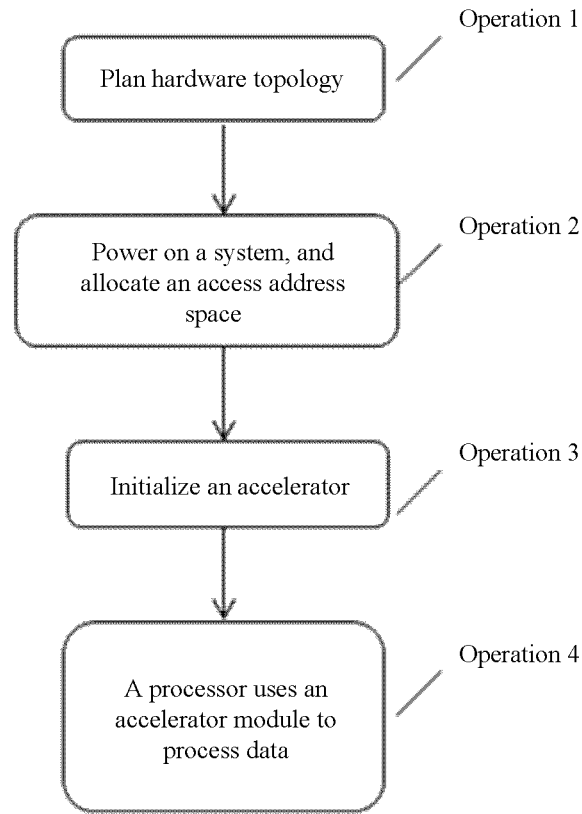 Operation 1
Plan hardware topology
Operation 2
Power on a system, and
allocate an access address
space
Operation 3
Initialize an accelerator
Operation 4
A processor uses an
accelerator module to
process data